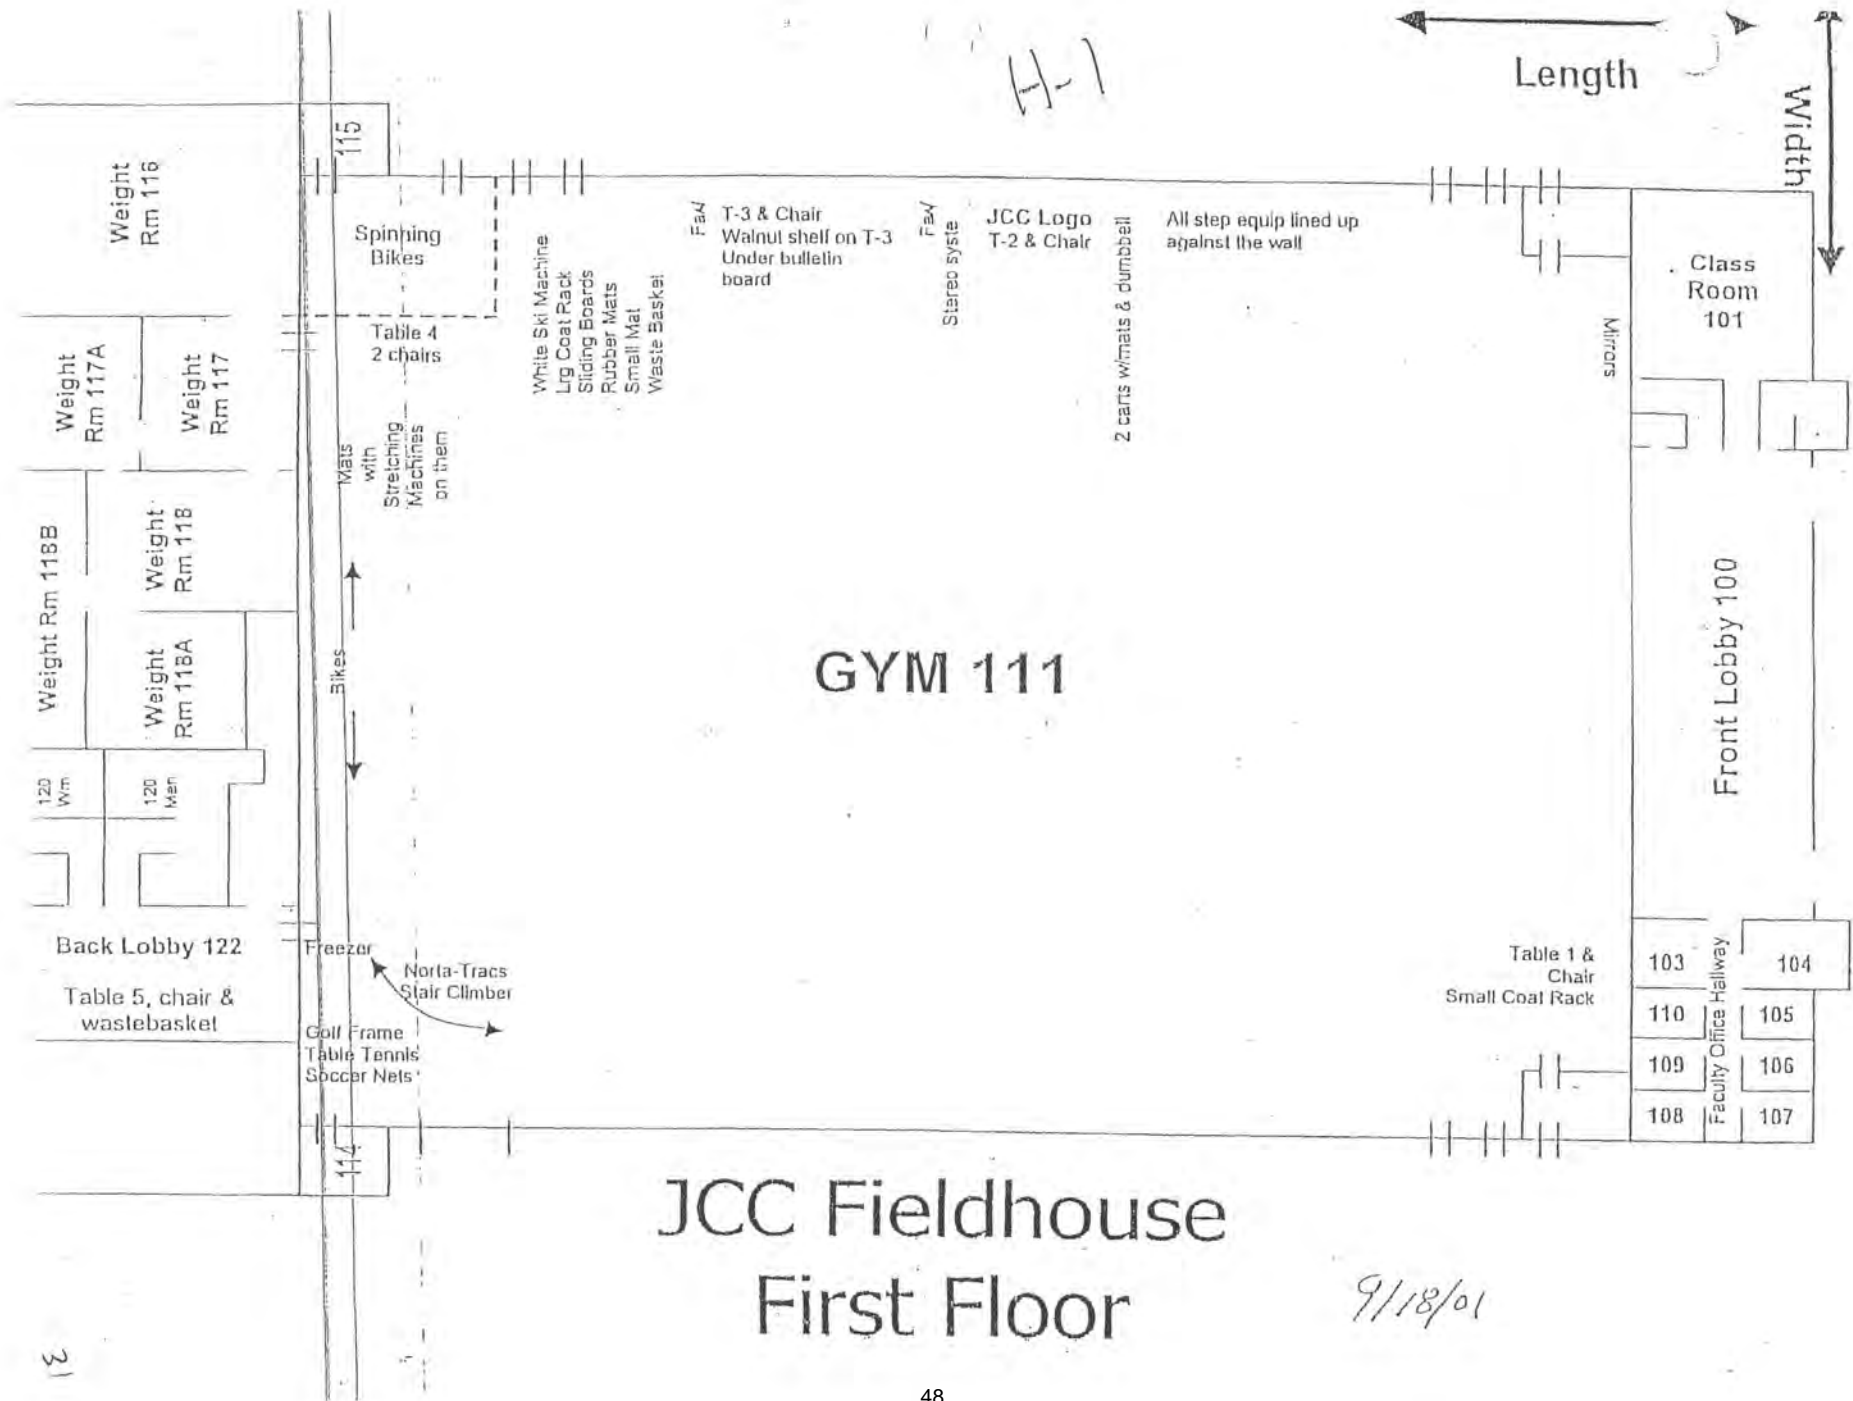 H-1
Length
Width
115
Weight
Rm 116
Spinning
Bikes
Fan
T-3 & Chair
Walnut shelf on T-3
Under bulletin
board
Stereo syste
JCC Logo
T-2 & Chair
2 carts w/mats & dumbbell
All step equip lined up
against the wall
Class
Room
101
Mirrors
White Ski Machine
Lrg Coat Rack
Sliding Boards
Rubber Mats
Small Mat
Waste Basket
Table 4
2 chairs
Weight
Rm 117A
Weight
Rm 117
Mats
with
Stretching
Machines
on them
Weight Rm 118B
Weight
Rm 118
Weight
Rm 118A
Bikes
GYM 111
Front Lobby 100
120
Wm
120
Men
Back Lobby 122
Table 5, chair &
wastebasket
Freezer
Norta-Tracs
Stair Climber
Golf Frame
Table Tennis
Soccer Nets
Table 1 &
Chair
Small Coat Rack
103
104
110
105
109
106
108
107
Faculty Office Hallway
114
JCC Fieldhouse
First Floor
9/18/01
31
48